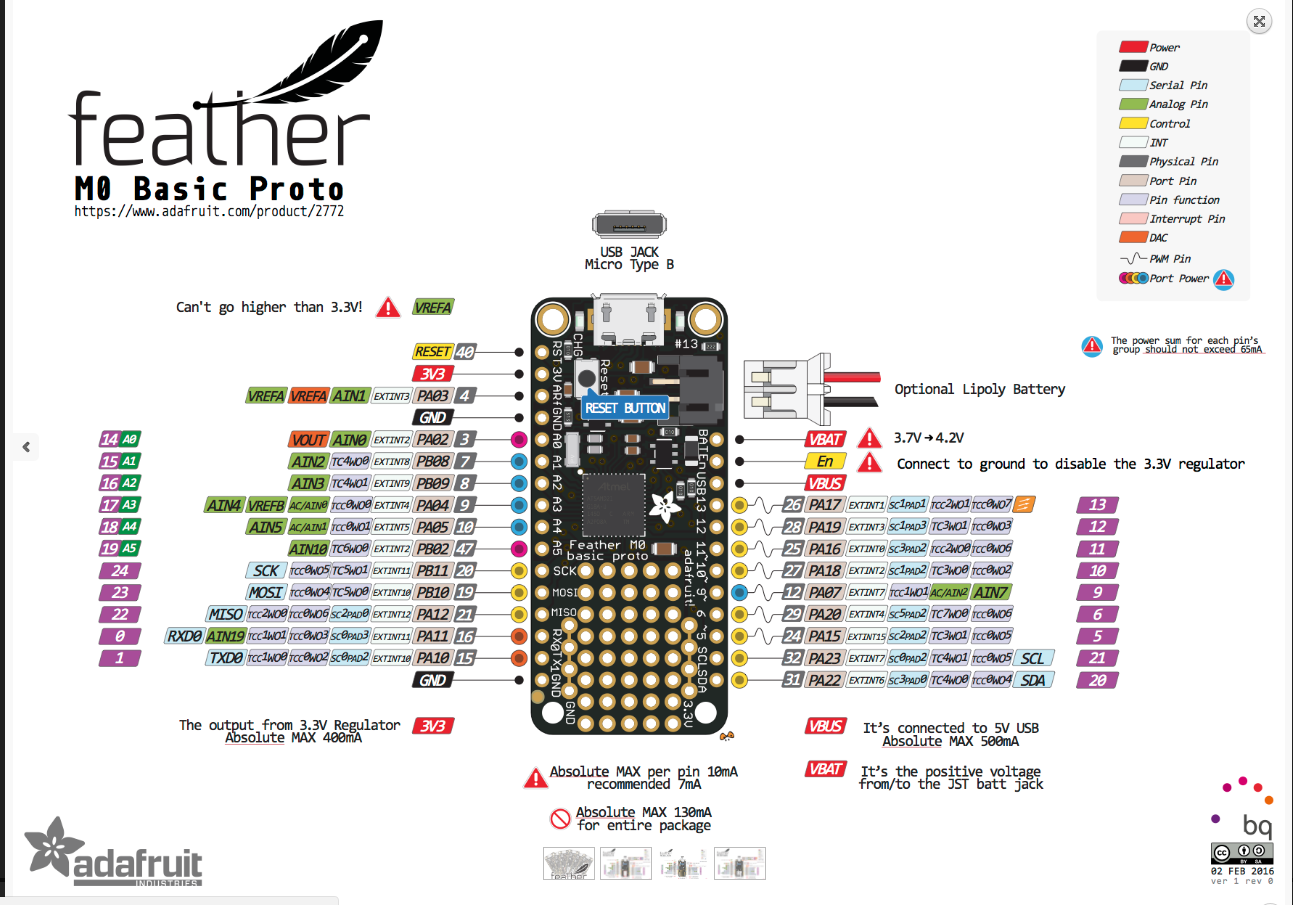 feather
M0 Basic Proto
https://www.adafruit.com/product/2772
Power
GND
Serial Pin
Analog Pin
Control
INT
Physical Pin
Port Pin
Pin function
Interrupt Pin
DAC
PWM Pin
Port Power
The power sum for each pin's
group should not exceed 65mA
USB JACK
Micro Type B
Can't go higher than 3.3V! VREFA
RESET 40
3V3
VREFA VREFA AIN1 EXTINT3 PA03 4
GND
14 A0 VOUT AIN0 EXTINT2 PA02 3
15 A1 AIN2 TC4W00 EXTINT8 PB08 7
16 A2 AIN3 TC4W01 EXTINT9 PB09 8
17 A3 AIN4 VREFB AC/AIN0 TCC0W00 EXTINT4 PA04 9
18 A4 AIN5 AC/AIN1 TCC0W01 EXTINT5 PA05 10
19 A5 AIN10 TC6W00 EXTINT2 PB02 47
24 SCK TCC0W05 TC5W01 EXTINT11 PB11 20
23 MOSI TCC0W04 TC5W00 EXTINT10 PB10 19
22 MISO TCC2W00 TCC0W06 SC2PAD0 EXTINT12 PA12 21
0 RXD0 AIN19 TCC1W01 TCC0W03 SC0PAD3 EXTINT11 PA11 16
1 TXD0 TCC1W00 TCC0W02 SC0PAD2 EXTINT10 PA10 15
GND
CHG
#13
RST
3V
ARf
GND
A0
A1
A2
A3
A4
A5
SCK
MOSI
MISO
RX0
TX1
GND
GND
Reset
RESET BUTTON
Feather M0
basic proto
adafruit!
BAT
En
USB
13
12
11~
10~
9~
6
~5
SCL
SDA
3.3V
Optional Lipoly Battery
VBAT 3.7V→4.2V
En Connect to ground to disable the 3.3V regulator
VBUS
26 PA17 EXTINT1 SC1PAD1 TCC2W01 TCC0W07 13
28 PA19 EXTINT3 SC1PAD3 TC3W01 TCC0W03 12
25 PA16 EXTINT0 SC3PAD2 TCC2W00 TCC0W06 11
27 PA18 EXTINT2 SC1PAD2 TC3W00 TCC0W02 10
12 PA07 EXTINT7 TCC1W01 AC/AIN2 AIN7 9
29 PA20 EXTINT4 SC5PAD2 TC7W00 TCC0W06 6
24 PA15 EXTINT15 SC2PAD2 TC3W01 TCC0W05 5
32 PA23 EXTINT7 SC0PAD2 TC4W01 TCC0W05 SCL 21
31 PA22 EXTINT6 SC3PAD0 TC4W00 TCC0W04 SDA 20
The output from 3.3V Regulator
Absolute MAX 400mA
3V3
VBUS It's connected to 5V USB
Absolute MAX 500mA
VBAT It's the positive voltage
from/to the JST batt jack
Absolute MAX per pin 10mA
recommended 7mA
Absolute MAX 130mA
for entire package
adafruit
INDUSTRIES
bq
cc
BY SA
02 FEB 2016
ver 1 rev 0